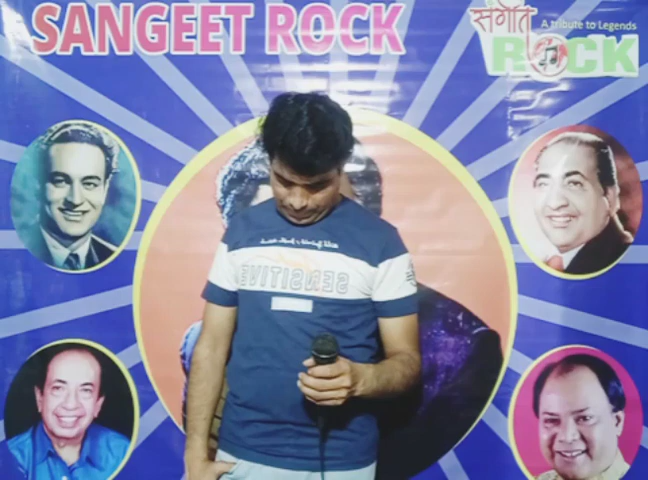 SANGEET ROCK
संगीत
A tribute to Legends
ROCK
SENSITIVE